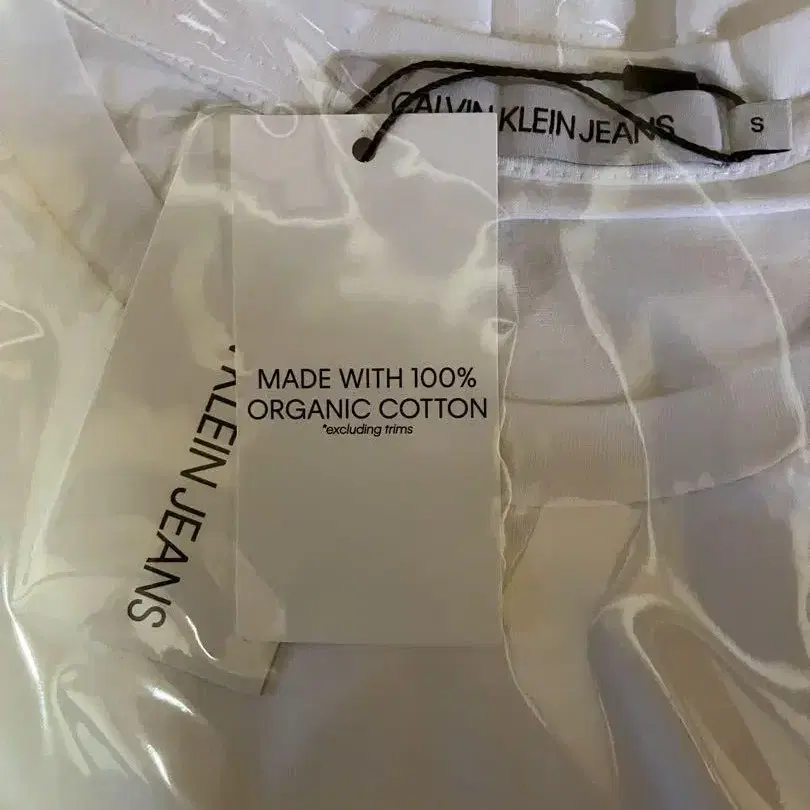 CALVIN KLEIN JEANS
S
MADE WITH 100%
ORGANIC COTTON
*excluding trims
KLEIN JEANS